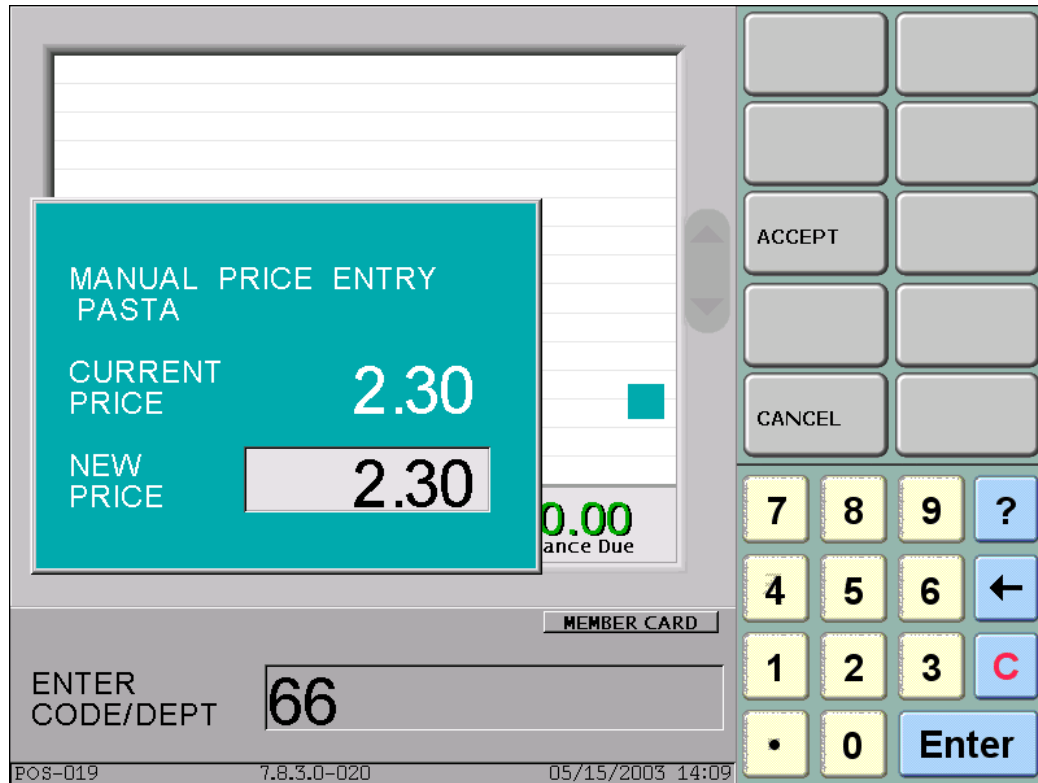 MANUAL PRICE ENTRY
PASTA
CURRENT
PRICE
2.30
NEW
PRICE
2.30
0.00
ance Due
MEMBER CARD
ENTER
CODE/DEPT
66
POS-019 7.8.3.0-020 05/15/2003 14:09
ACCEPT
CANCEL
7 8 9 ?
4 5 6 ←
1 2 3 C
. 0 Enter